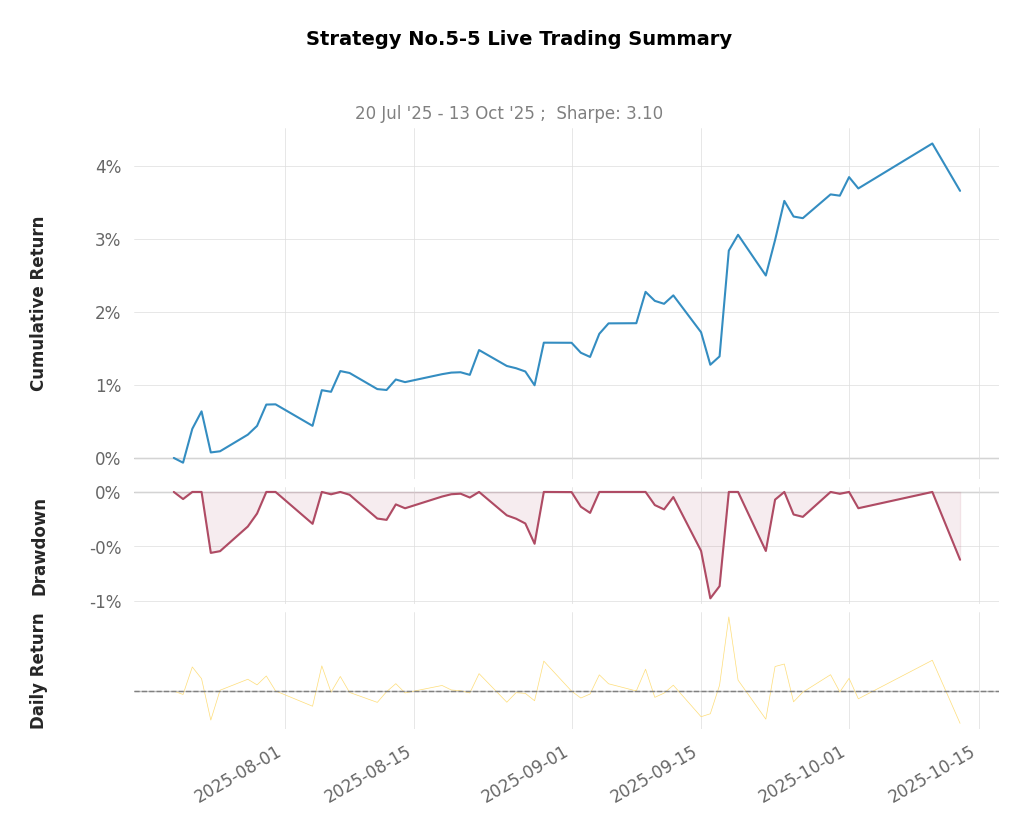 Strategy No.5-5 Live Trading Summary
20 Jul '25 - 13 Oct '25 ;  Sharpe: 3.10
Cumulative Return
4%
3%
2%
1%
0%
Drawdown
0%
-0%
-1%
Daily Return
2025-08-01
2025-08-15
2025-09-01
2025-09-15
2025-10-01
2025-10-15